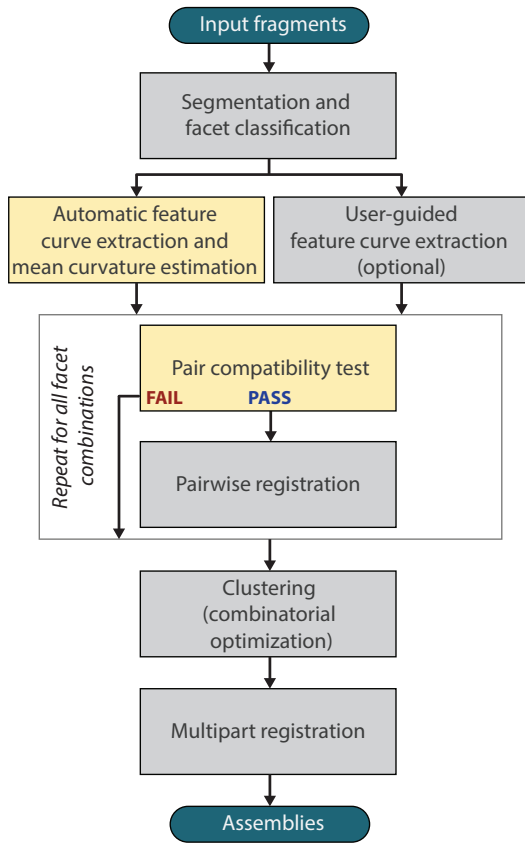 Input fragments
Segmentation and
facet classification
Automatic feature
curve extraction and
mean curvature estimation
User-guided
feature curve extraction
(optional)
Repeat for all facet
combinations
Pair compatibility test
FAIL
PASS
Pairwise registration
Clustering
(combinatorial
optimization)
Multipart registration
Assemblies